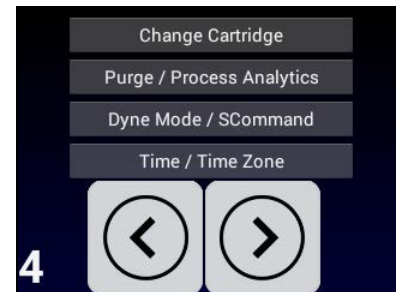 Change Cartridge
Purge / Process Analytics
Dyne Mode / SCommand
Time / Time Zone
4